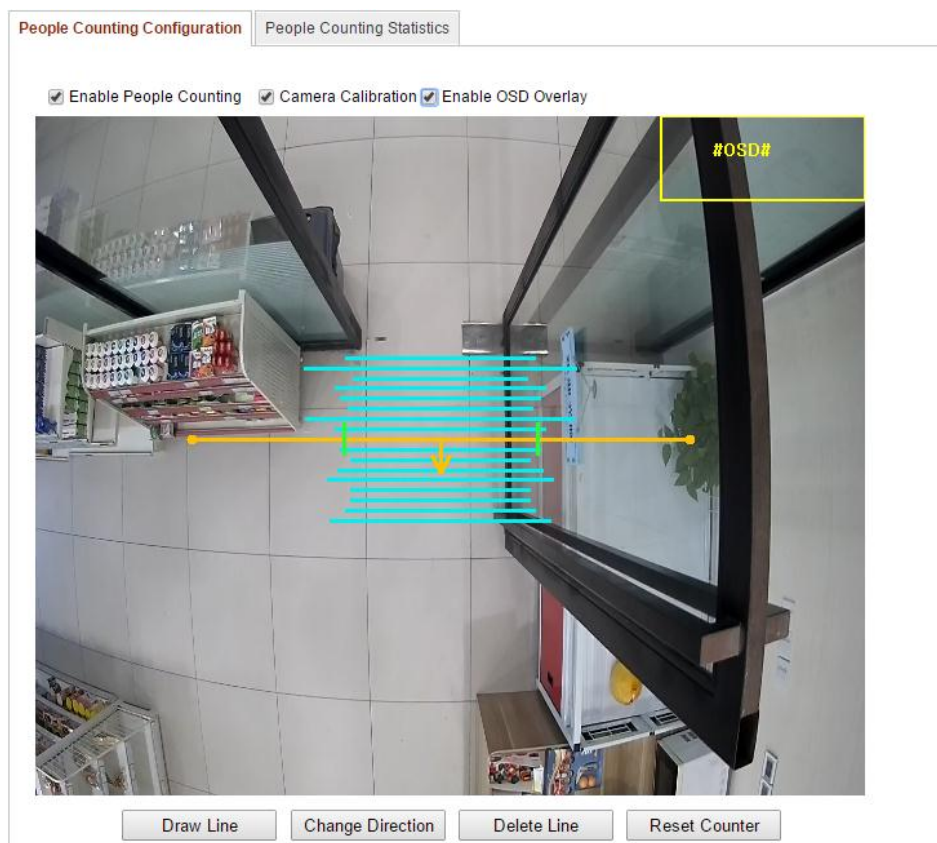 People Counting Configuration People Counting Statistics
Enable People Counting Camera Calibration Enable OSD Overlay
#OSD#
Draw Line Change Direction Delete Line Reset Counter